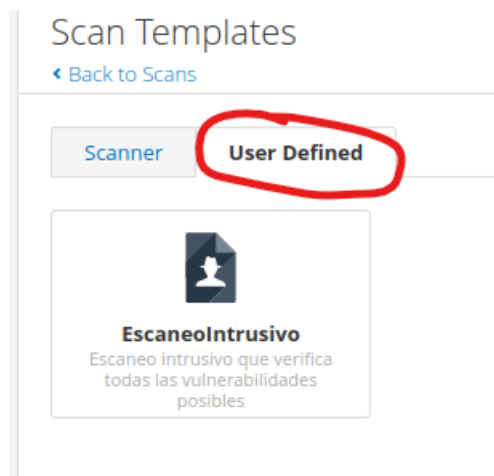 Scan Templates
Back to Scans
Scanner
User Defined
EscaneoIntrusivo
Escaneo intrusivo que verifica
todas las vulnerabilidades
posibles